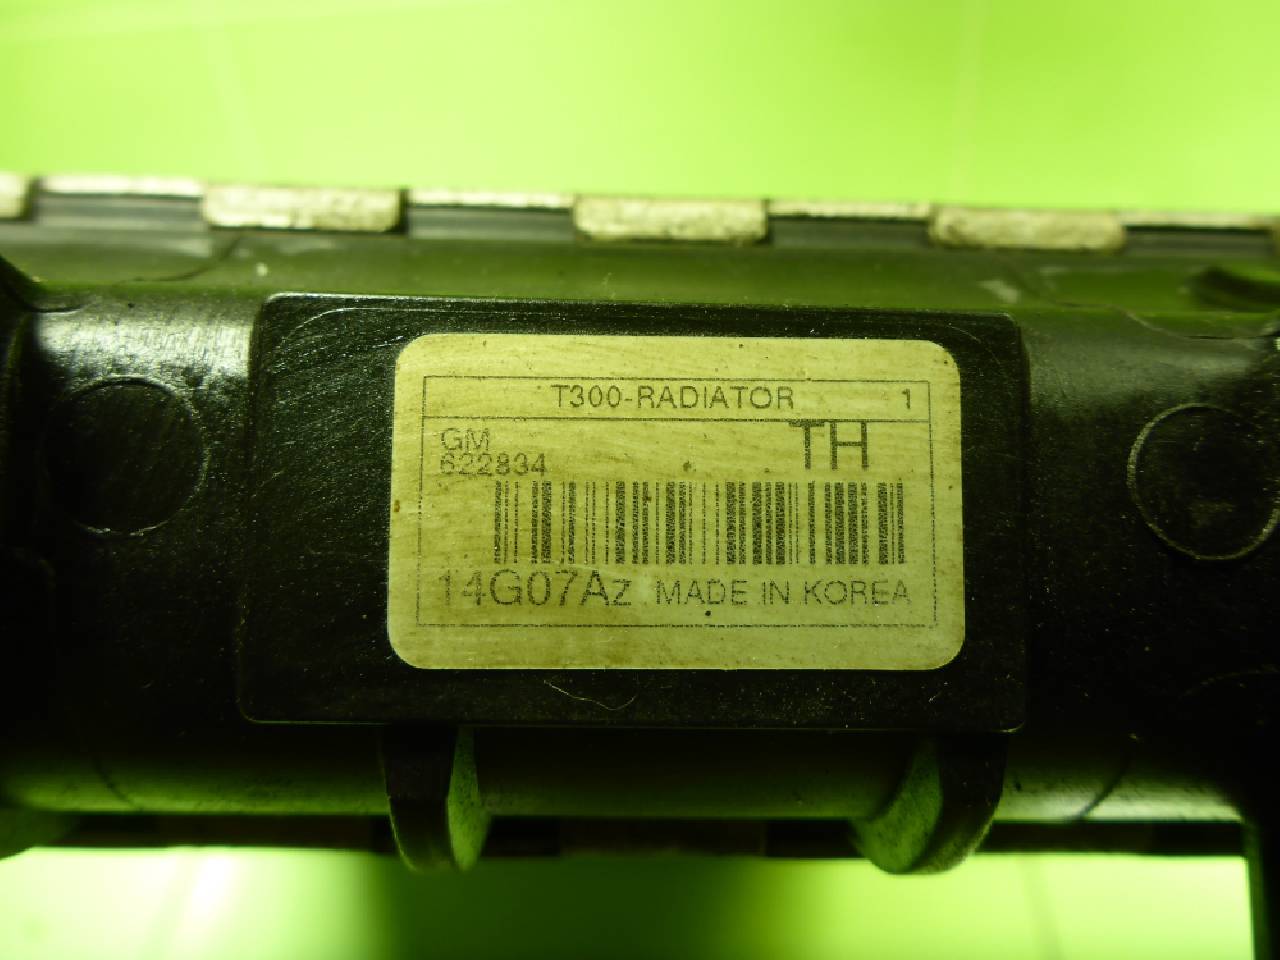 T300-RADIATOR 1
GM TH
622834
14G07Az MADE IN KOREA